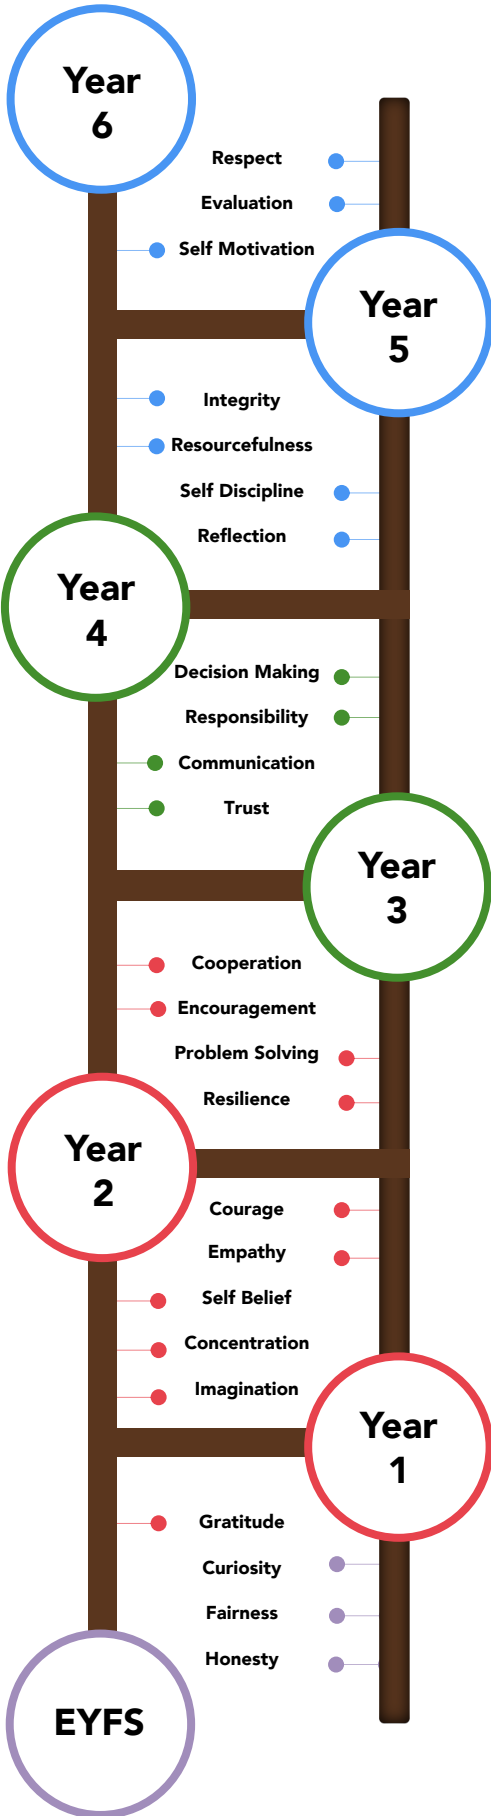 Year
6
Respect
Evaluation
Self Motivation
Year
5
Integrity
Resourcefulness
Self Discipline
Reflection
Year
4
Decision Making
Responsibility
Communication
Trust
Year
3
Cooperation
Encouragement
Problem Solving
Resilience
Year
2
Courage
Empathy
Self Belief
Concentration
Imagination
Year
1
Gratitude
Curiosity
Fairness
Honesty
EYFS